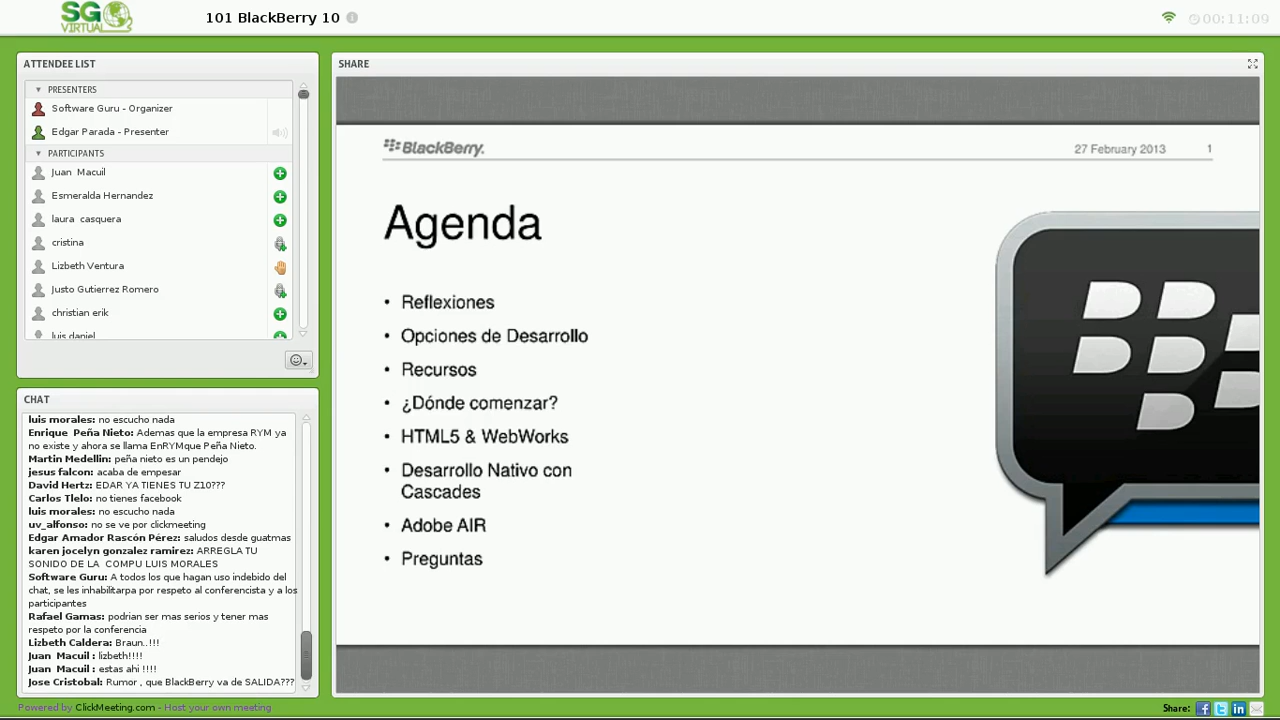 SG
VIRTUAL
101 BlackBerry 10
00:11:09
ATTENDEE LIST
PRESENTERS
Software Guru - Organizer
Edgar Parada - Presenter
PARTICIPANTS
Juan Macuil
Esmeralda Hernandez
laura casquera
cristina
Lizbeth Ventura
Justo Gutierrez Romero
christian erik
luis daniel
CHAT
luis morales: no escucho nada
Enrique Peña Nieto: Ademas que la empresa RYM ya
no existe y ahora se llama EnRYMque Peña Nieto.
Martin Medellin: peña nieto es un pendejo
jesus falcon: acaba de empesar
David Hertz: EDAR YA TIENES TU Z10???
Carlos Tlelo: no tienes facebook
luis morales: no escucho nada
uv_alfonso: no se ve por clickmeeting
Edgar Amador Rascón Pérez: saludos desde guatmas
karen jocelyn gonzalez ramirez: ARREGLA TU
SONIDO DE LA COMPU LUIS MORALES
Software Guru: A todos los que hagan uso indebido del
chat, se les inhabilitarpa por respeto al conferencista y a los
participantes
Rafael Gamas: podrian ser mas serios y tener mas
respeto por la conferencia
Lizbeth Caldera: Braun..!!!
Juan Macuil : lizbeth!!!!
Juan Macuil : estas ahi !!!!
Jose Cristobal: Rumor , que BlackBerry va de SALIDA???
SHARE
BlackBerry.
27 February 2013 1
Agenda
• Reflexiones
• Opciones de Desarrollo
• Recursos
• ¿Dónde comenzar?
• HTML5 & WebWorks
• Desarrollo Nativo con
Cascades
• Adobe AIR
• Preguntas
Powered by ClickMeeting.com - Host your own meeting
Share: